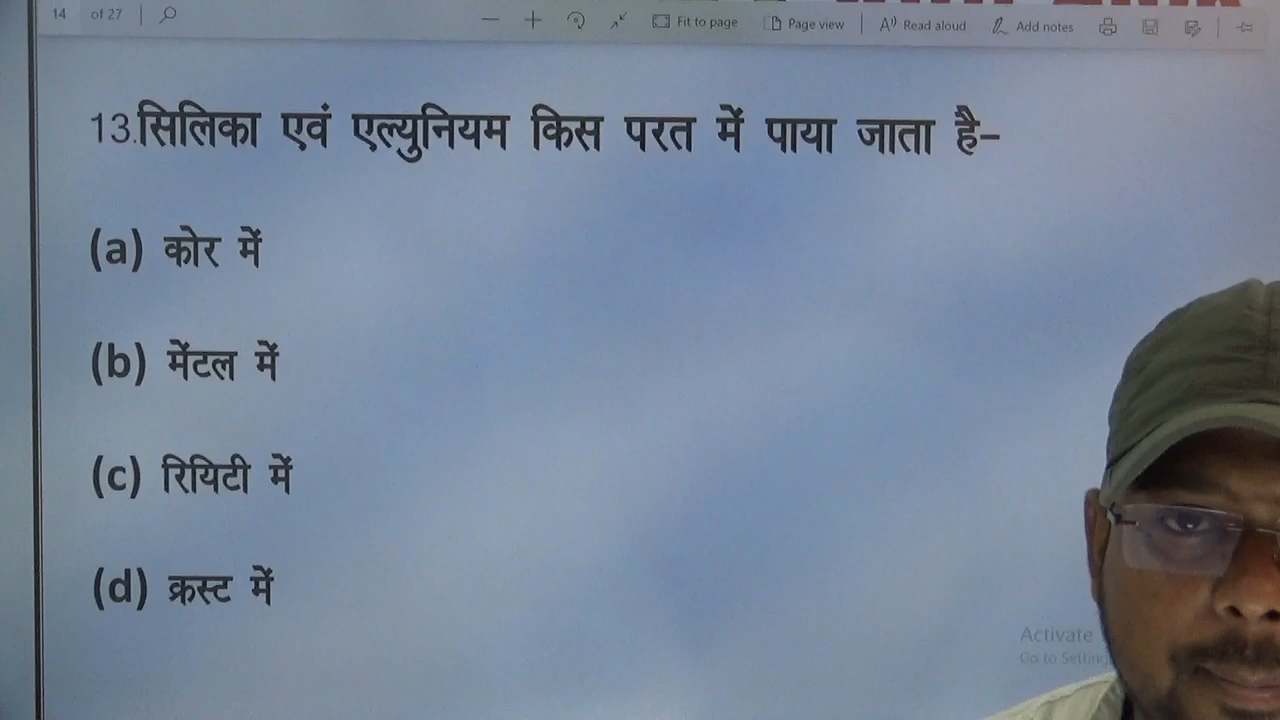 14 of 27
Fit to page
Page view
Read aloud
Add notes
13.सिलिका एवं एल्युनियम किस परत में पाया जाता है–
(a) कोर में
(b) मेंटल में
(c) रियिटी में
(d) क्रस्ट में
Activate
Go to Setting